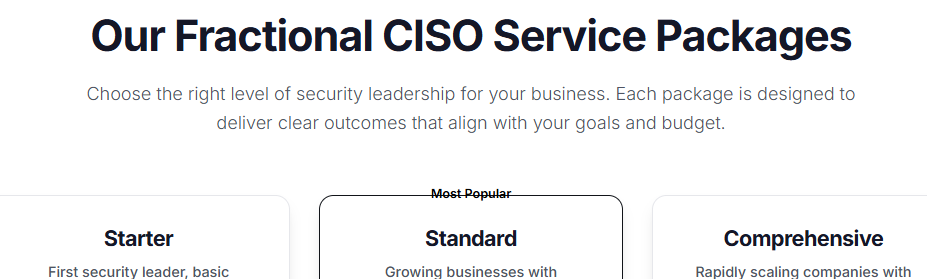 Our Fractional CISO Service Packages
Choose the right level of security leadership for your business. Each package is designed to
deliver clear outcomes that align with your goals and budget.
Most Popular
Starter
First security leader, basic
Standard
Growing businesses with
Comprehensive
Rapidly scaling companies with